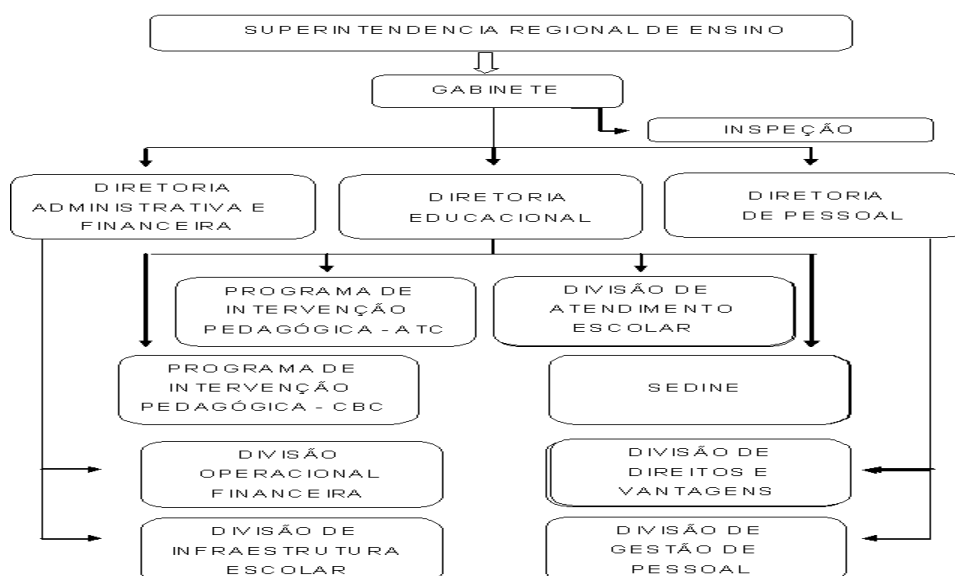 SUPERINTENDENCIA REGIONAL DE ENSINO
GABINETE
INSPEÇÃO
DIRETORIA
ADMINISTRATIVA E
FINANCEIRA
DIRETORIA
EDUCACIONAL
DIRETORIA
DE PESSOAL
PROGRAMA DE
INTERVENÇÃO
PEDAGÓGICA - ATC
DIVISÃO DE
ATENDIMENTO
ESCOLAR
PROGRAMA DE
INTERVENÇÃO
PEDAGÓGICA - CBC
SEDINE
DIVISÃO
OPERACIONAL
FINANCEIRA
DIVISÃO DE
DIREITOS E
VANTAGENS
DIVISÃO DE
INFRAESTRUTURA
ESCOLAR
DIVISÃO DE
GESTÃO DE
PESSOAL